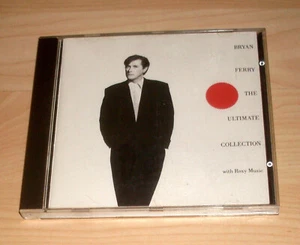 BRYAN
FERRY
THE
ULTIMATE
COLLECTION
with Roxy Music